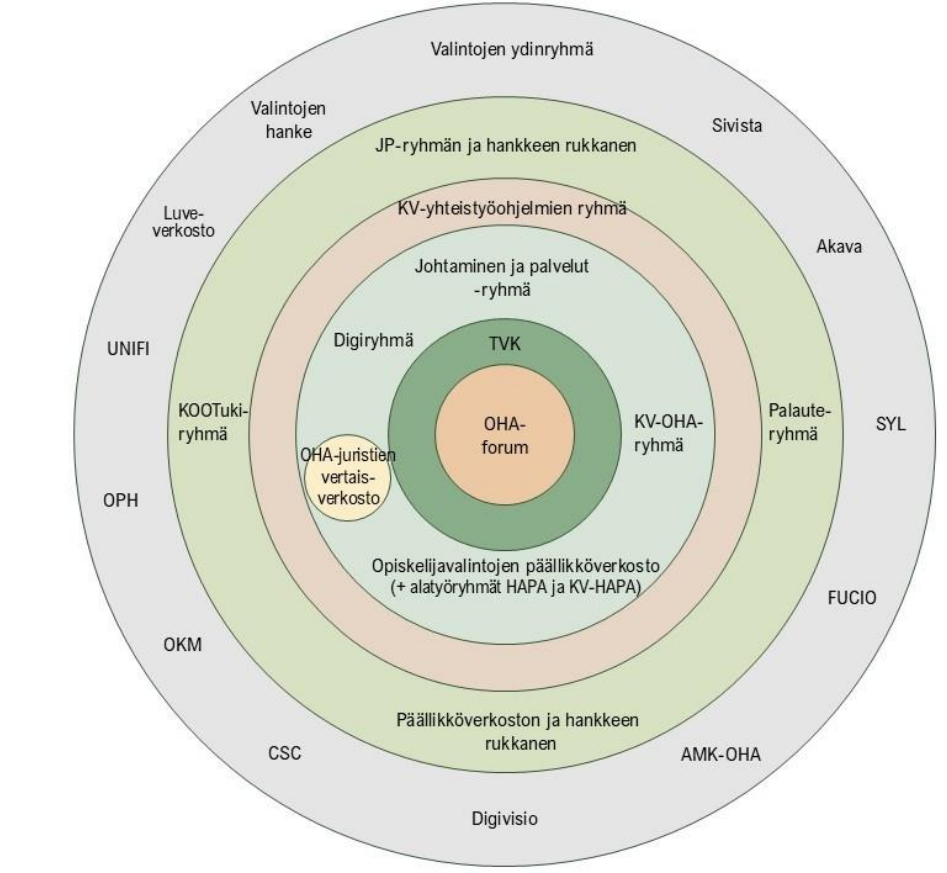 Valintojen ydinryhmä
Valintojen
hanke
Sivista
JP-ryhmän ja hankkeen rukkanen
Luve-
verkosto
KV-yhteistyöohjelmien ryhmä
Akava
Johtaminen ja palvelut
-ryhmä
Digiryhmä
TVK
UNIFI
KOOTuki-
ryhmä
OHA-
forum
KV-OHA-
ryhmä
Palaute-
ryhmä
SYL
OHA-juristien
vertais-
verkosto
OPH
Opiskelijavalintojen päällikköverkosto
(+ alatyöryhmät HAPA ja KV-HAPA)
FUCIO
OKM
Päällikköverkoston ja hankkeen
rukkanen
CSC
AMK-OHA
Digivisio